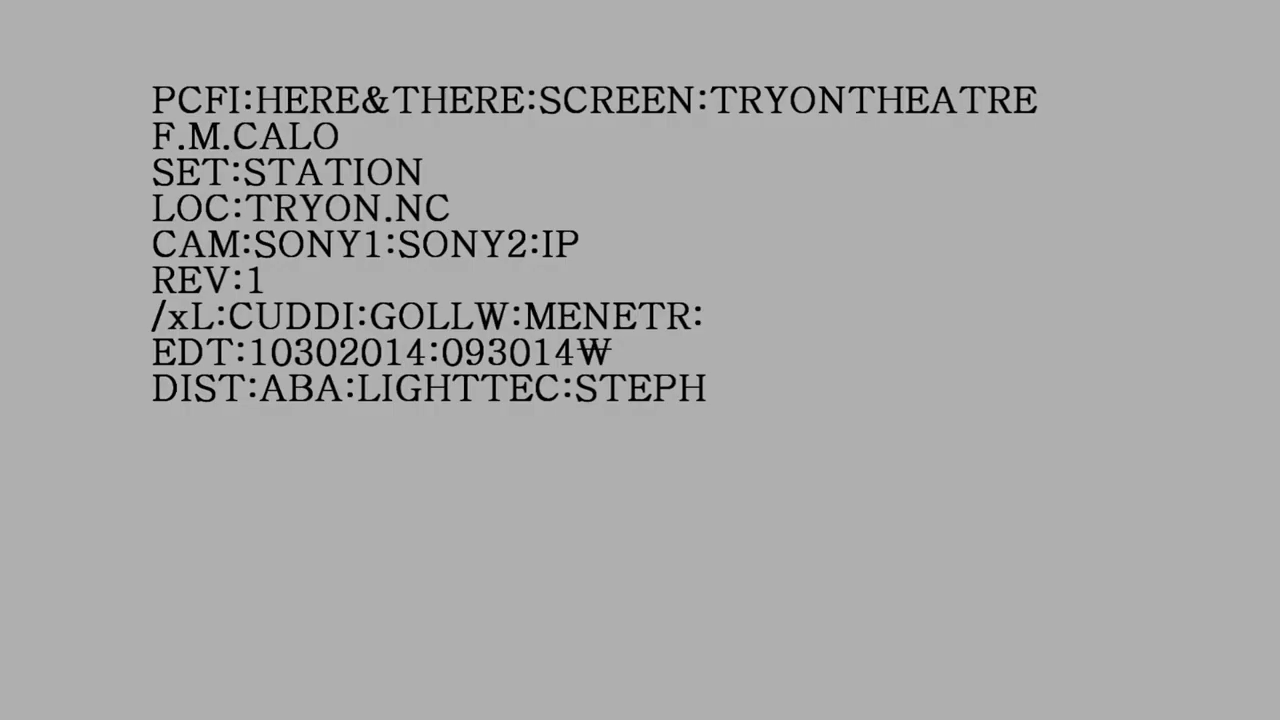 PCFI:HERE&THERE:SCREEN:TRYONTHEATRE
F.M.CALO
SET:STATION
LOC:TRYON.NC
CAM:SONY1:SONY2:IP
REV:1
/xL:CUDDI:GOLLW:MENETR:
EDT:10302014:093014₩
DIST:ABA:LIGHTTEC:STEPH